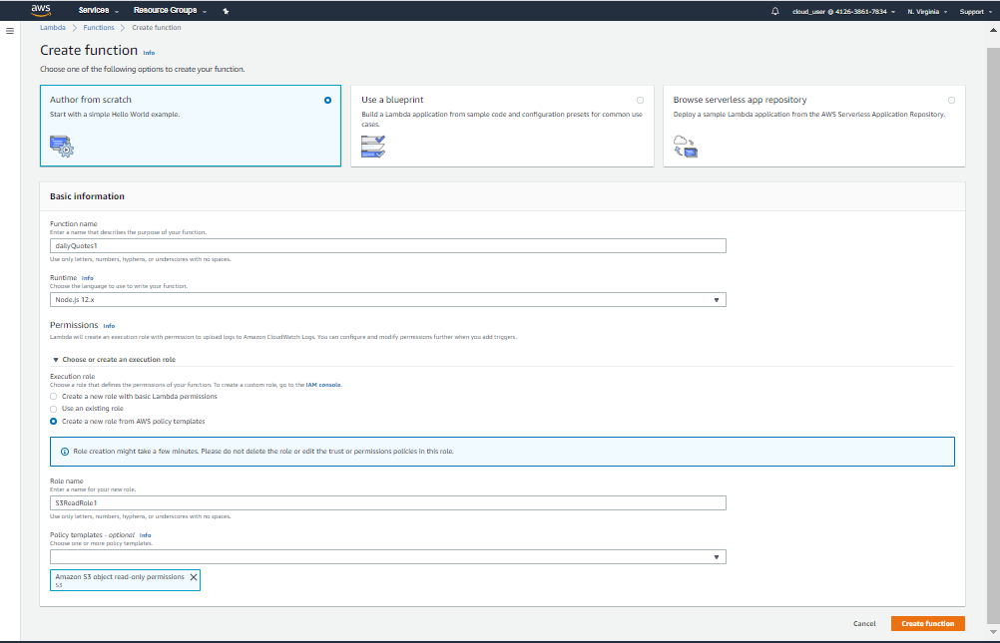 aws Services Resource Groups cloud_user @ 4126-3861-7834 N. Virginia Support
Lambda > Functions > Create function
Create function Info
Choose one of the following options to create your function.
Author from scratch
Start with a simple Hello World example.
Use a blueprint
Build a Lambda application from sample code and configuration presets for common use
cases.
Browse serverless app repository
Deploy a sample Lambda application from the AWS Serverless Application Repository.
Basic information
Function name
Enter a name that describes the purpose of your function.
dailyQuotes1
Use only letters, numbers, hyphens, or underscores with no spaces.
Runtime Info
Choose the language to use to write your function.
Node.js 12.x
Permissions Info
Lambda will create an execution role with permission to upload logs to Amazon CloudWatch Logs. You can configure and modify permissions further when you add triggers.
Choose or create an execution role
Execution role
Choose a role that defines the permissions of your function. To create a custom role, go to the IAM console.
Create a new role with basic Lambda permissions
Use an existing role
Create a new role from AWS policy templates
Role creation might take a few minutes. Please do not delete the role or edit the trust or permissions policies in this role.
Role name
Enter a name for your new role.
S3ReadRole1
Use only letters, numbers, hyphens, or underscores with no spaces.
Policy templates - optional Info
Choose one or more policy templates.
Amazon S3 object read-only permissions
S3
Cancel Create function